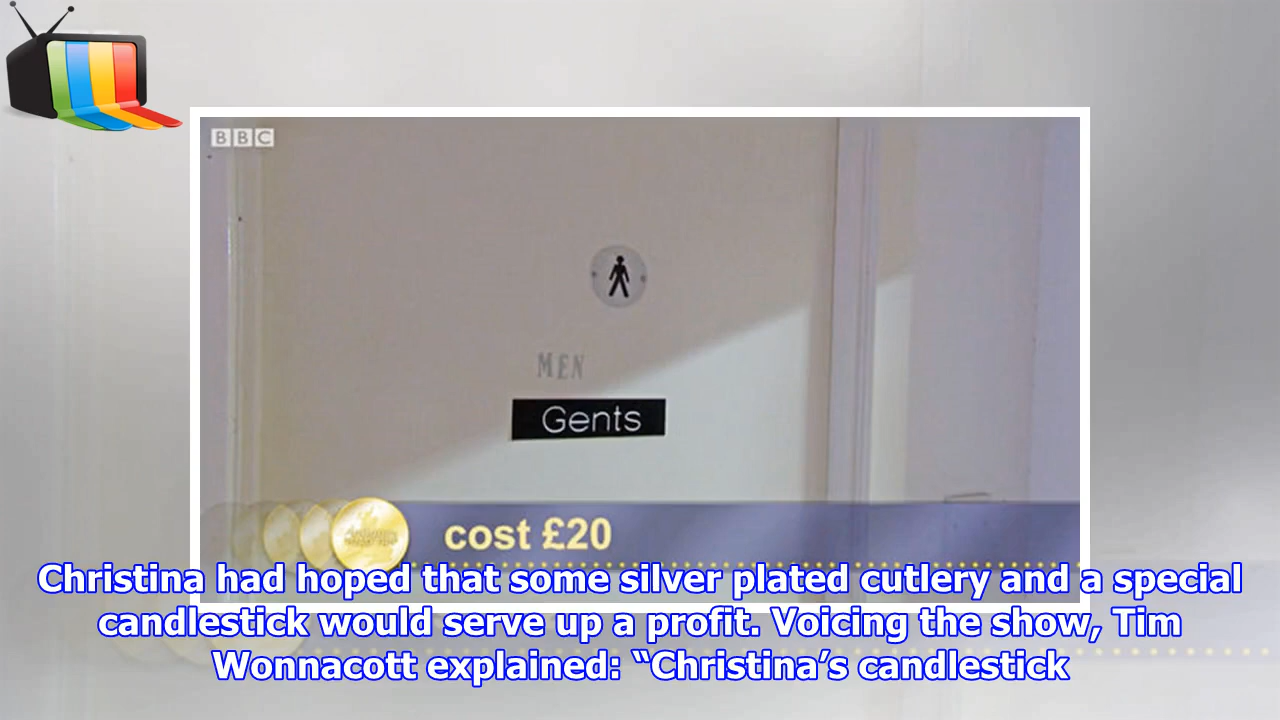 BBC
MEN
Gents
cost £20
Christina had hoped that some silver plated cutlery and a special
candlestick would serve up a profit. Voicing the show, Tim
Wonnacott explained: “Christina’s candlestick